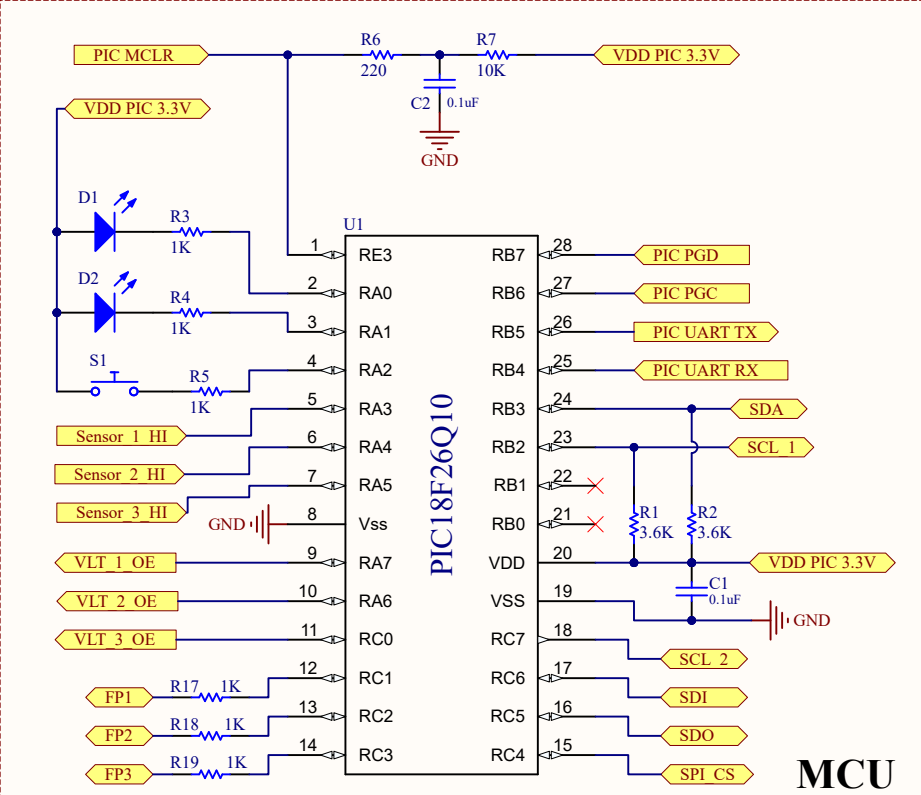 PIC MCLR
R6
220
R7
10K
VDD PIC 3.3V
C2 0.1uF
GND
VDD PIC 3.3V
D1
R3
1K
D2
R4
1K
S1
R5
1K
Sensor_1_HI
Sensor_2_HI
Sensor_3_HI
GND
VLT_1_OE
VLT_2_OE
VLT_3_OE
FP1 R17 1K
FP2 R18 1K
FP3 R19 1K
U1
PIC18F26Q10
1 RE3
2 RA0
3 RA1
4 RA2
5 RA3
6 RA4
7 RA5
8 Vss
9 RA7
10 RA6
11 RC0
12 RC1
13 RC2
14 RC3
RB7 28 PIC PGD
RB6 27 PIC PGC
RB5 26 PIC UART TX
RB4 25 PIC UART RX
RB3 24 SDA
RB2 23 SCL_1
RB1 22
RB0 21
R1
3.6K
R2
3.6K
VDD 20 VDD PIC 3.3V
C1
0.1uF
VSS 19 GND
RC7 18 SCL_2
RC6 17 SDI
RC5 16 SDO
RC4 15 SPI_CS
MCU